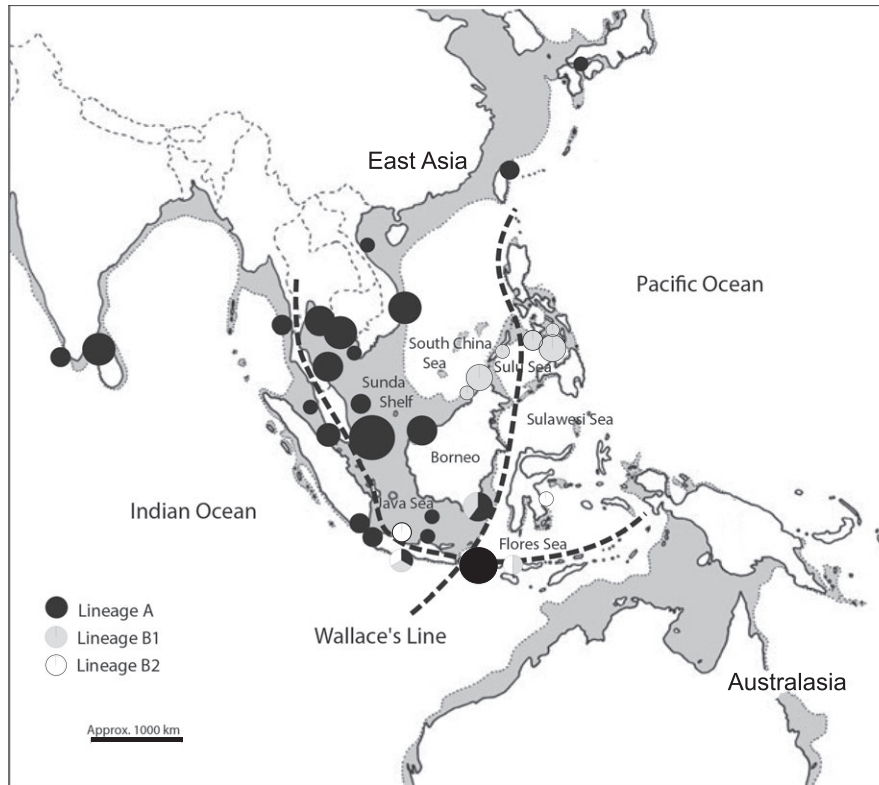 East Asia
Pacific Ocean
South China
Sea
Sulu Sea
Sunda
Shelf
Sulawesi Sea
Borneo
Indian Ocean
Java Sea
Flores Sea
Wallace's Line
Lineage A
Lineage B1
Lineage B2
Australasia
Approx. 1000 km